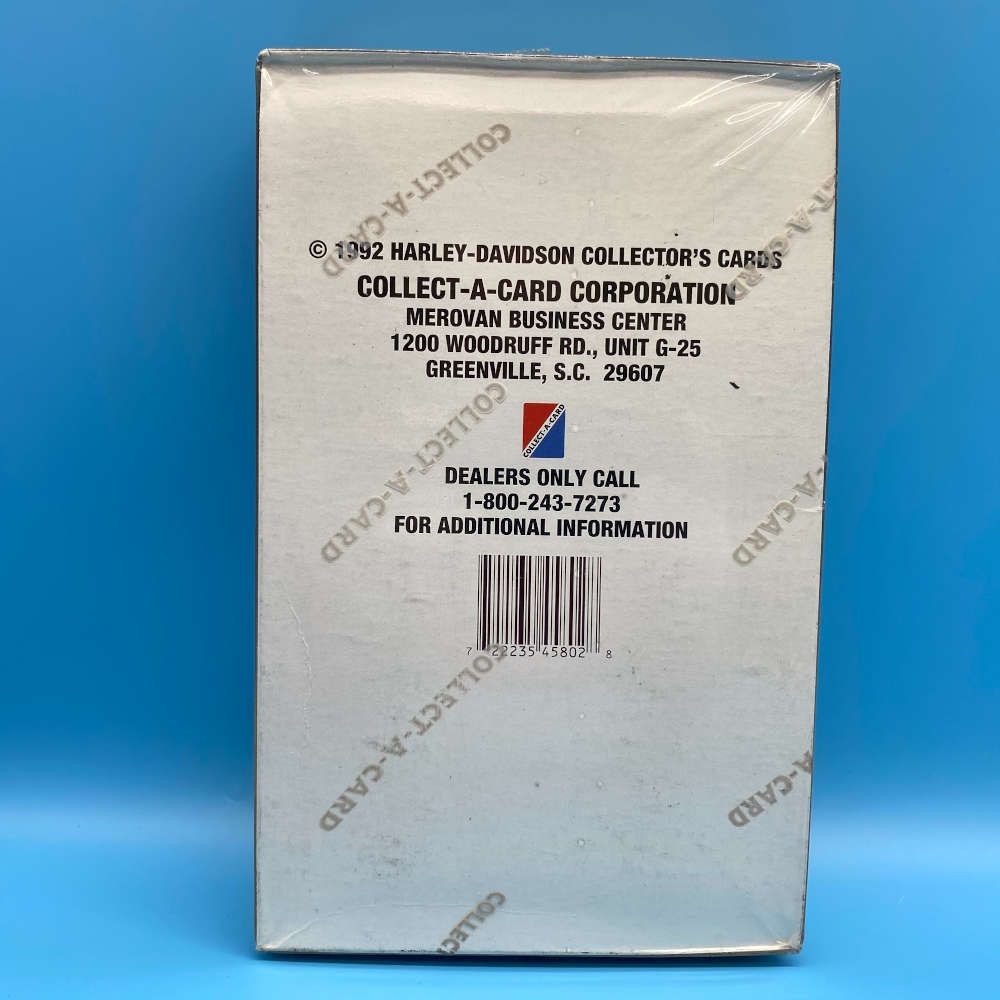 © 1992 HARLEY-DAVIDSON COLLECTOR'S CARDS
COLLECT-A-CARD CORPORATION
MEROVAN BUSINESS CENTER
1200 WOODRUFF RD., UNIT G-25
GREENVILLE, S.C. 29607
COLLECT-A-CARD
DEALERS ONLY CALL
1-800-243-7273
FOR ADDITIONAL INFORMATION
7 22235 45802 8
COLLECT-A-CARD
T-A-CARD
COLLECT-A-CARD
T-A-CARD
COLLECT-A-CARD
A-CARD
COLLECT